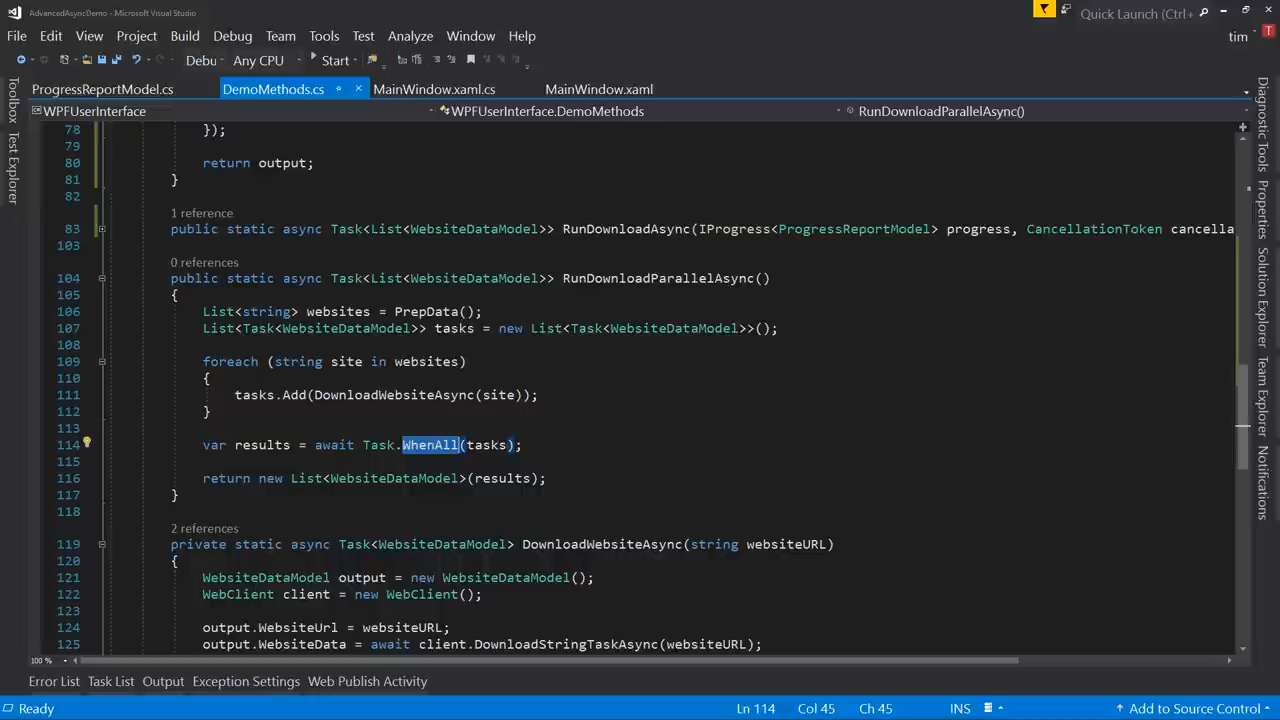 AdvancedAsyncDemo - Microsoft Visual Studio
Quick Launch (Ctrl+
File Edit View Project Build Debug Team Tools Test Analyze Window Help
tim T
Debu Any CPU Start
ProgressReportModel.cs DemoMethods.cs MainWindow.xaml.cs MainWindow.xaml
WPFUserInterface WPFUserInterface.DemoMethods RunDownloadParallelAsync()
Toolbox
Test Explorer
78 });
79
80 return output;
81 }
82
1 reference
83 public static async Task<List<WebsiteDataModel>> RunDownloadAsync(IProgress<ProgressReportModel> progress, CancellationToken cancella
103
0 references
104 public static async Task<List<WebsiteDataModel>> RunDownloadParallelAsync()
105 {
106 List<string> websites = PrepData();
107 List<Task<WebsiteDataModel>> tasks = new List<Task<WebsiteDataModel>>();
108
109 foreach (string site in websites)
110 {
111 tasks.Add(DownloadWebsiteAsync(site));
112 }
113
114 var results = await Task.WhenAll(tasks);
115
116 return new List<WebsiteDataModel>(results);
117 }
118
2 references
119 private static async Task<WebsiteDataModel> DownloadWebsiteAsync(string websiteURL)
120 {
121 WebsiteDataModel output = new WebsiteDataModel();
122 WebClient client = new WebClient();
123
124 output.WebsiteUrl = websiteURL;
125 output.WebsiteData = await client.DownloadStringTaskAsync(websiteURL);
Diagnostic Tools
Properties
Solution Explorer
Team Explorer
Notifications
100 %
Error List Task List Output Exception Settings Web Publish Activity
Ready Ln 114 Col 45 Ch 45 INS Add to Source Control